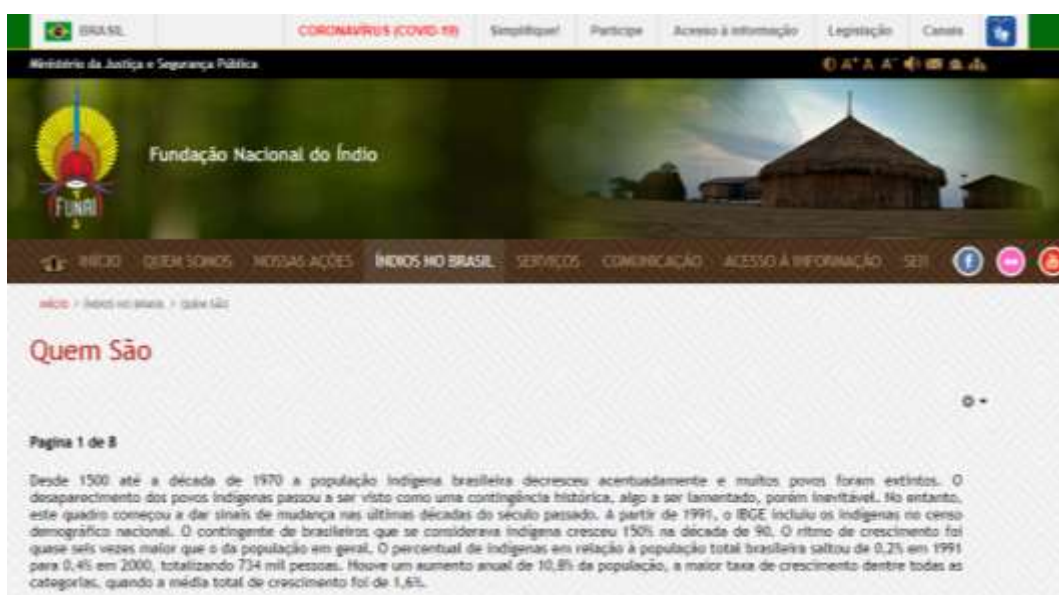 BRASIL CORONAVÍRUS (COVID-19) Simplifique! Participe Acesso à informação Legislação Canais
Ministério da Justiça e Segurança Pública A+ A A-
Fundação Nacional do Índio
FUNAI
INÍCIO QUEM SOMOS NOSSAS AÇÕES ÍNDIOS NO BRASIL SERVIÇOS COMUNICAÇÃO ACESSO À INFORMAÇÃO SEI
INÍCIO > ÍNDIOS NO BRASIL > QUEM SÃO
Quem São
Pagina 1 de 8
Desde 1500 até a década de 1970 a população indígena brasileira decresceu acentuadamente e muitos povos foram extintos. O
desaparecimento dos povos indígenas passou a ser visto como uma contingência histórica, algo a ser lamentado, porém inevitável. No entanto,
este quadro começou a dar sinais de mudança nas últimas décadas do século passado. A partir de 1991, o IBGE incluiu os indígenas no censo
demográfico nacional. O contingente de brasileiros que se considerava indígena cresceu 150% na década de 90. O ritmo de crescimento foi
quase seis vezes maior que o da população em geral. O percentual de indígenas em relação à população total brasileira saltou de 0,2% em 1991
para 0,4% em 2000, totalizando 734 mil pessoas. Houve um aumento anual de 10,8% da população, a maior taxa de crescimento dentre todas as
categorias, quando a média total de crescimento foi de 1,6%.